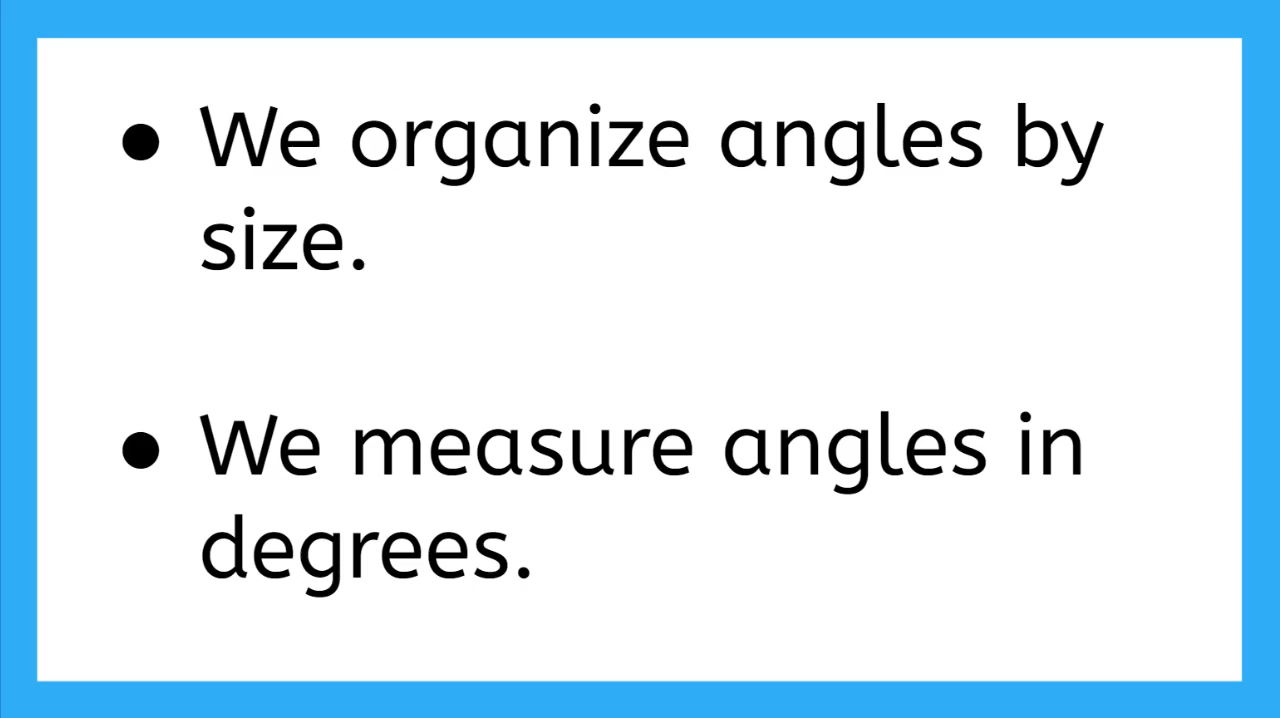 ● We organize angles by
size.
● We measure angles in
degrees.